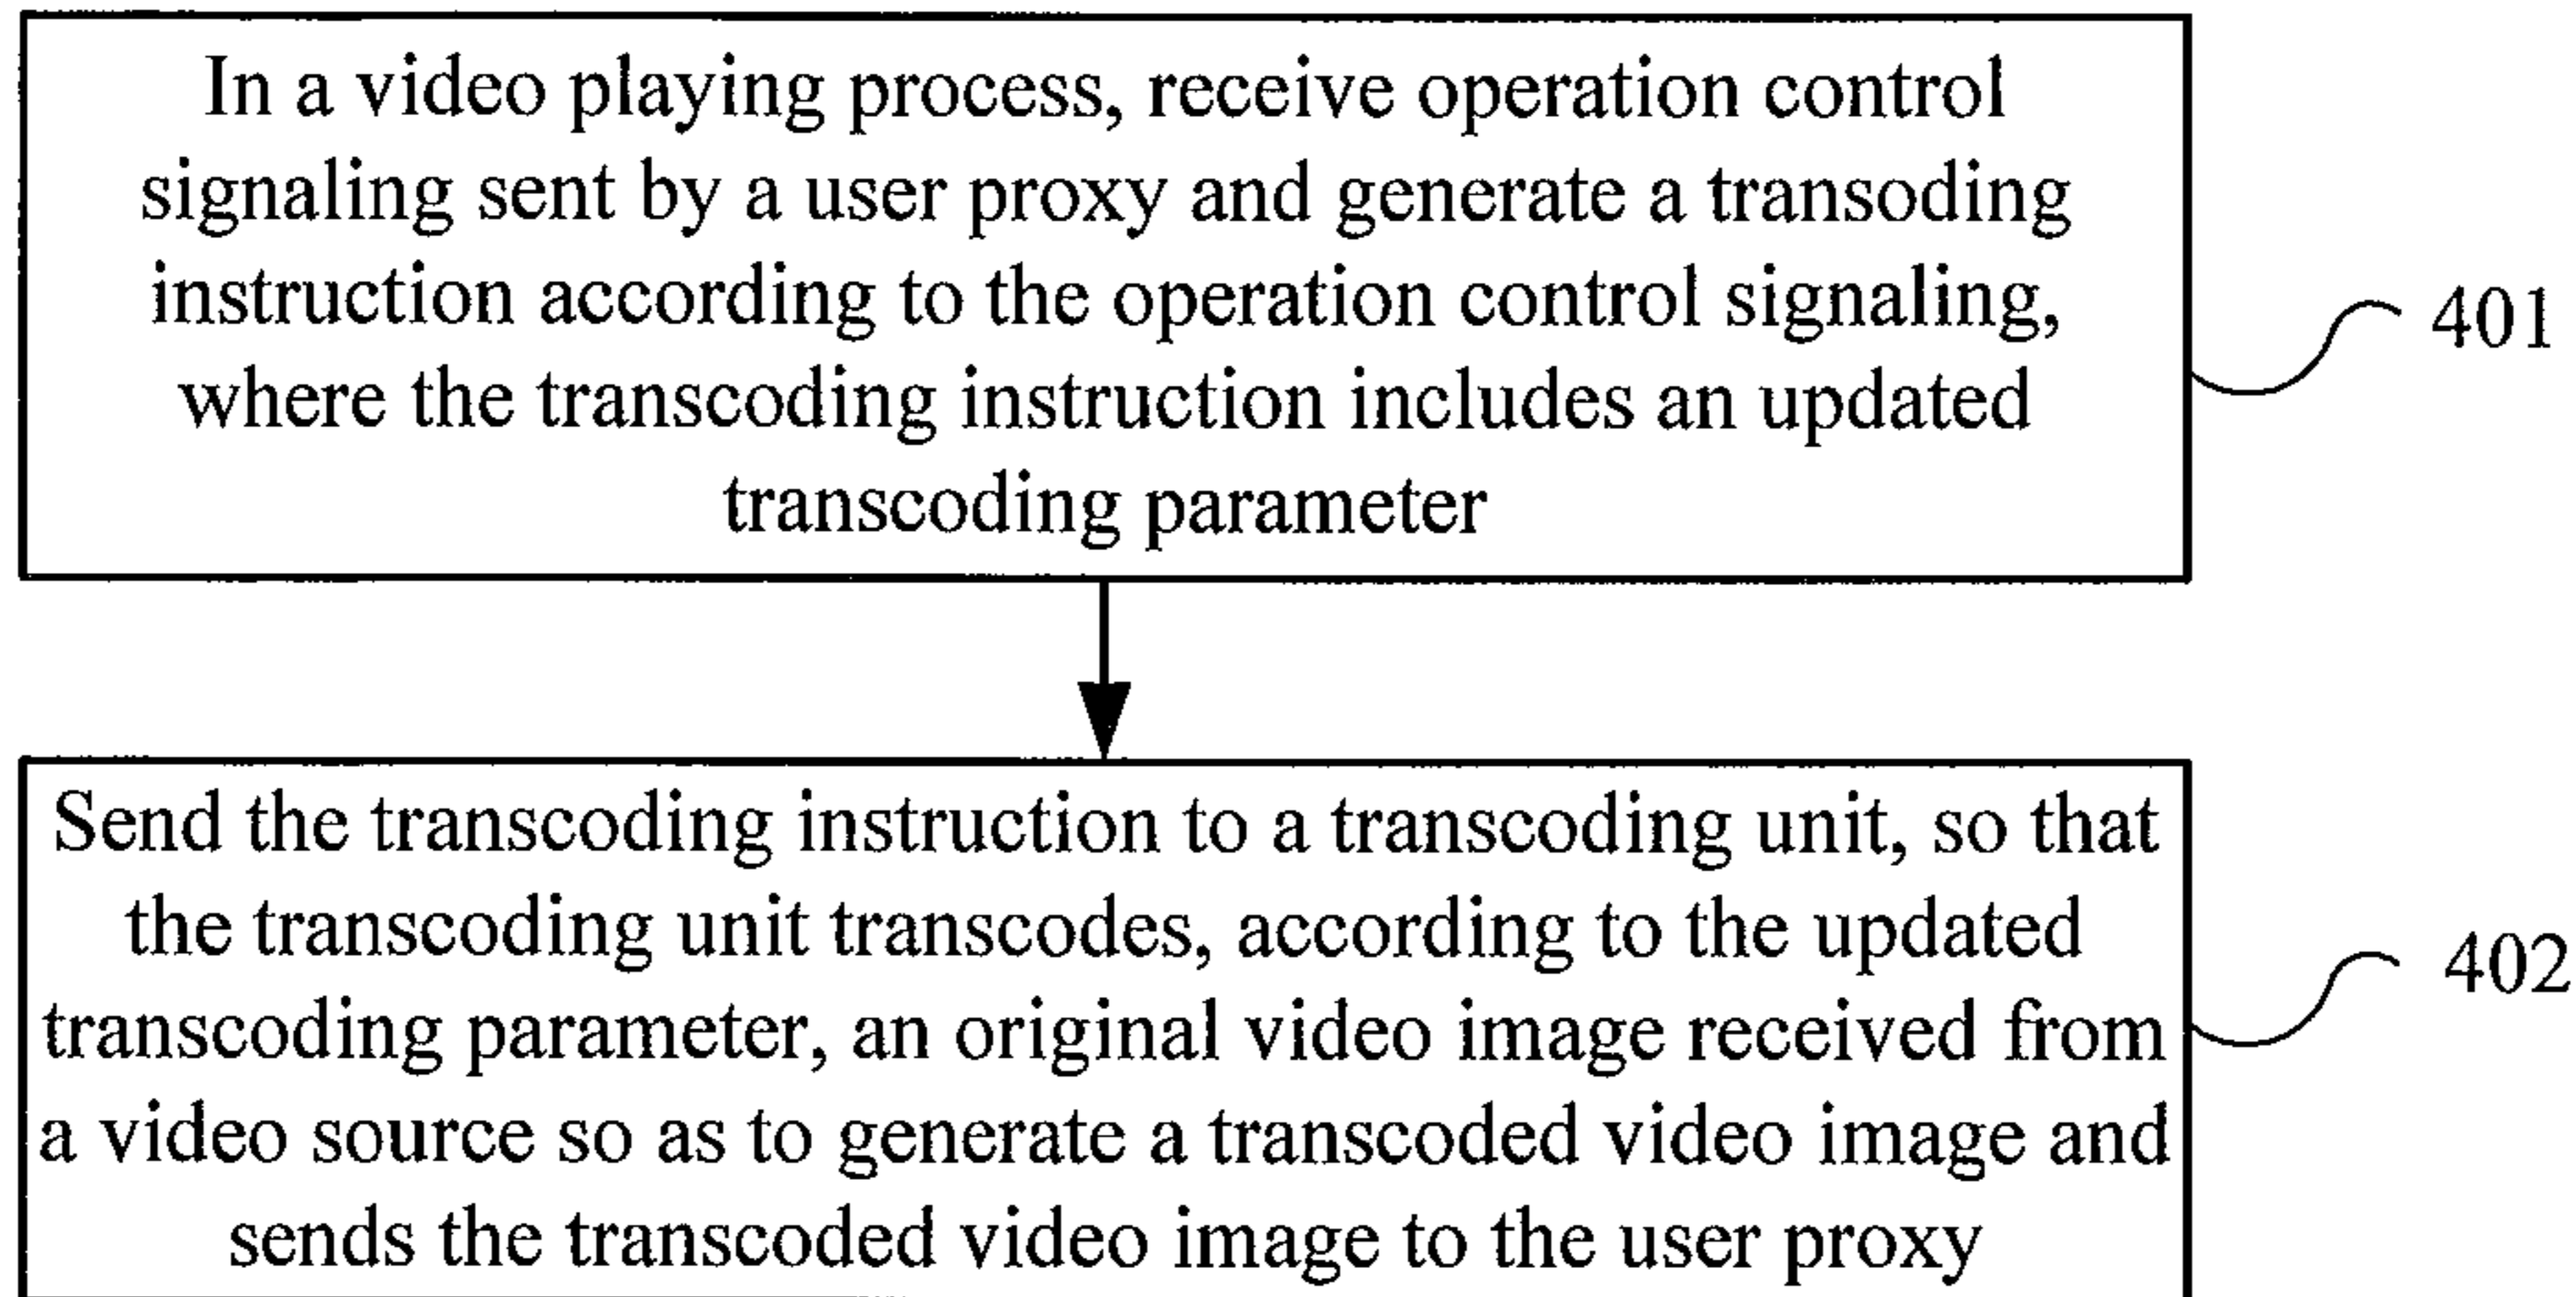 In a video playing process, receive operation control
signaling sent by a user proxy and generate a transoding
instruction according to the operation control signaling,
where the transcoding instruction includes an updated
transcoding parameter
401
Send the transcoding instruction to a transcoding unit, so that
the transcoding unit transcodes, according to the updated
transcoding parameter, an original video image received from
a video source so as to generate a transcoded video image and
sends the transcoded video image to the user proxy
402